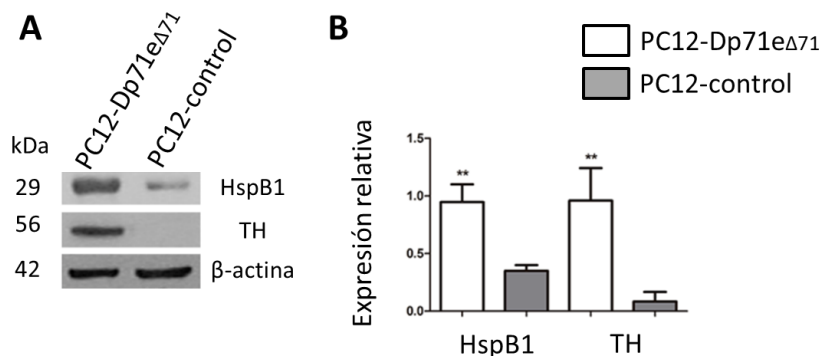 A
PC12-Dp71eΔ71
PC12-control
kDa
29
HspB1
56
TH
42
β-actina
B
PC12-Dp71eΔ71
PC12-control
Expresión relativa
1.5
1.0
0.5
0.0
**
**
HspB1
TH